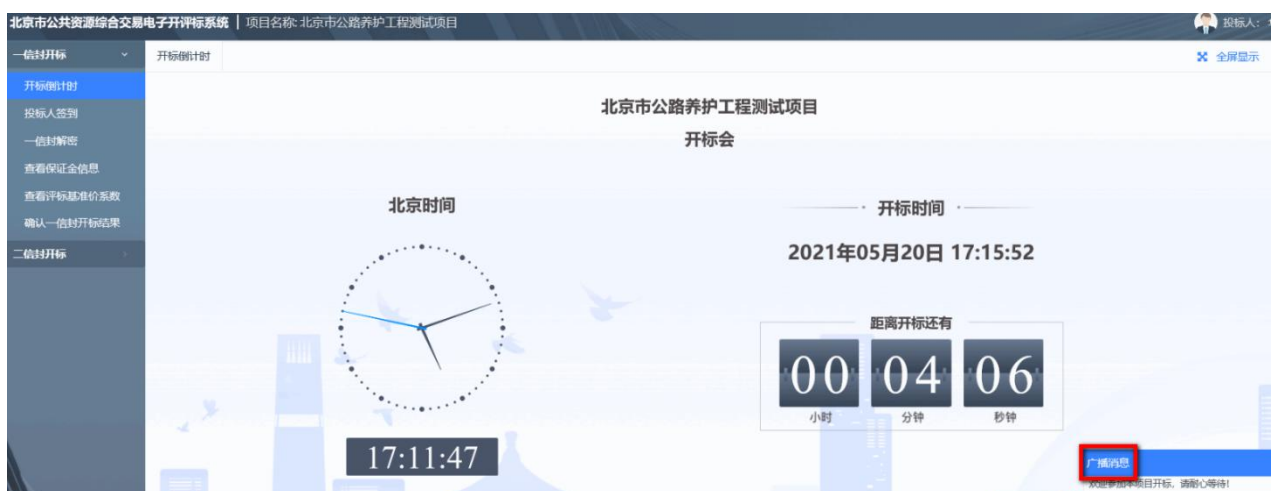 北京市公共资源综合交易电子开评标系统 | 项目名称: 北京市公路养护工程测试项目
投标人:
一信封开标
开标倒计时
全屏显示
开标倒计时
投标人签到
一信封解密
查看保证金信息
查看评标基准价系数
确认一信封开标结果
二信封开标
北京市公路养护工程测试项目
开标会
北京时间
17:11:47
开标时间
2021年05月20日 17:15:52
距离开标还有
00 04 06
小时 分钟 秒钟
广播消息
欢迎参加本项目开标，请耐心等待!